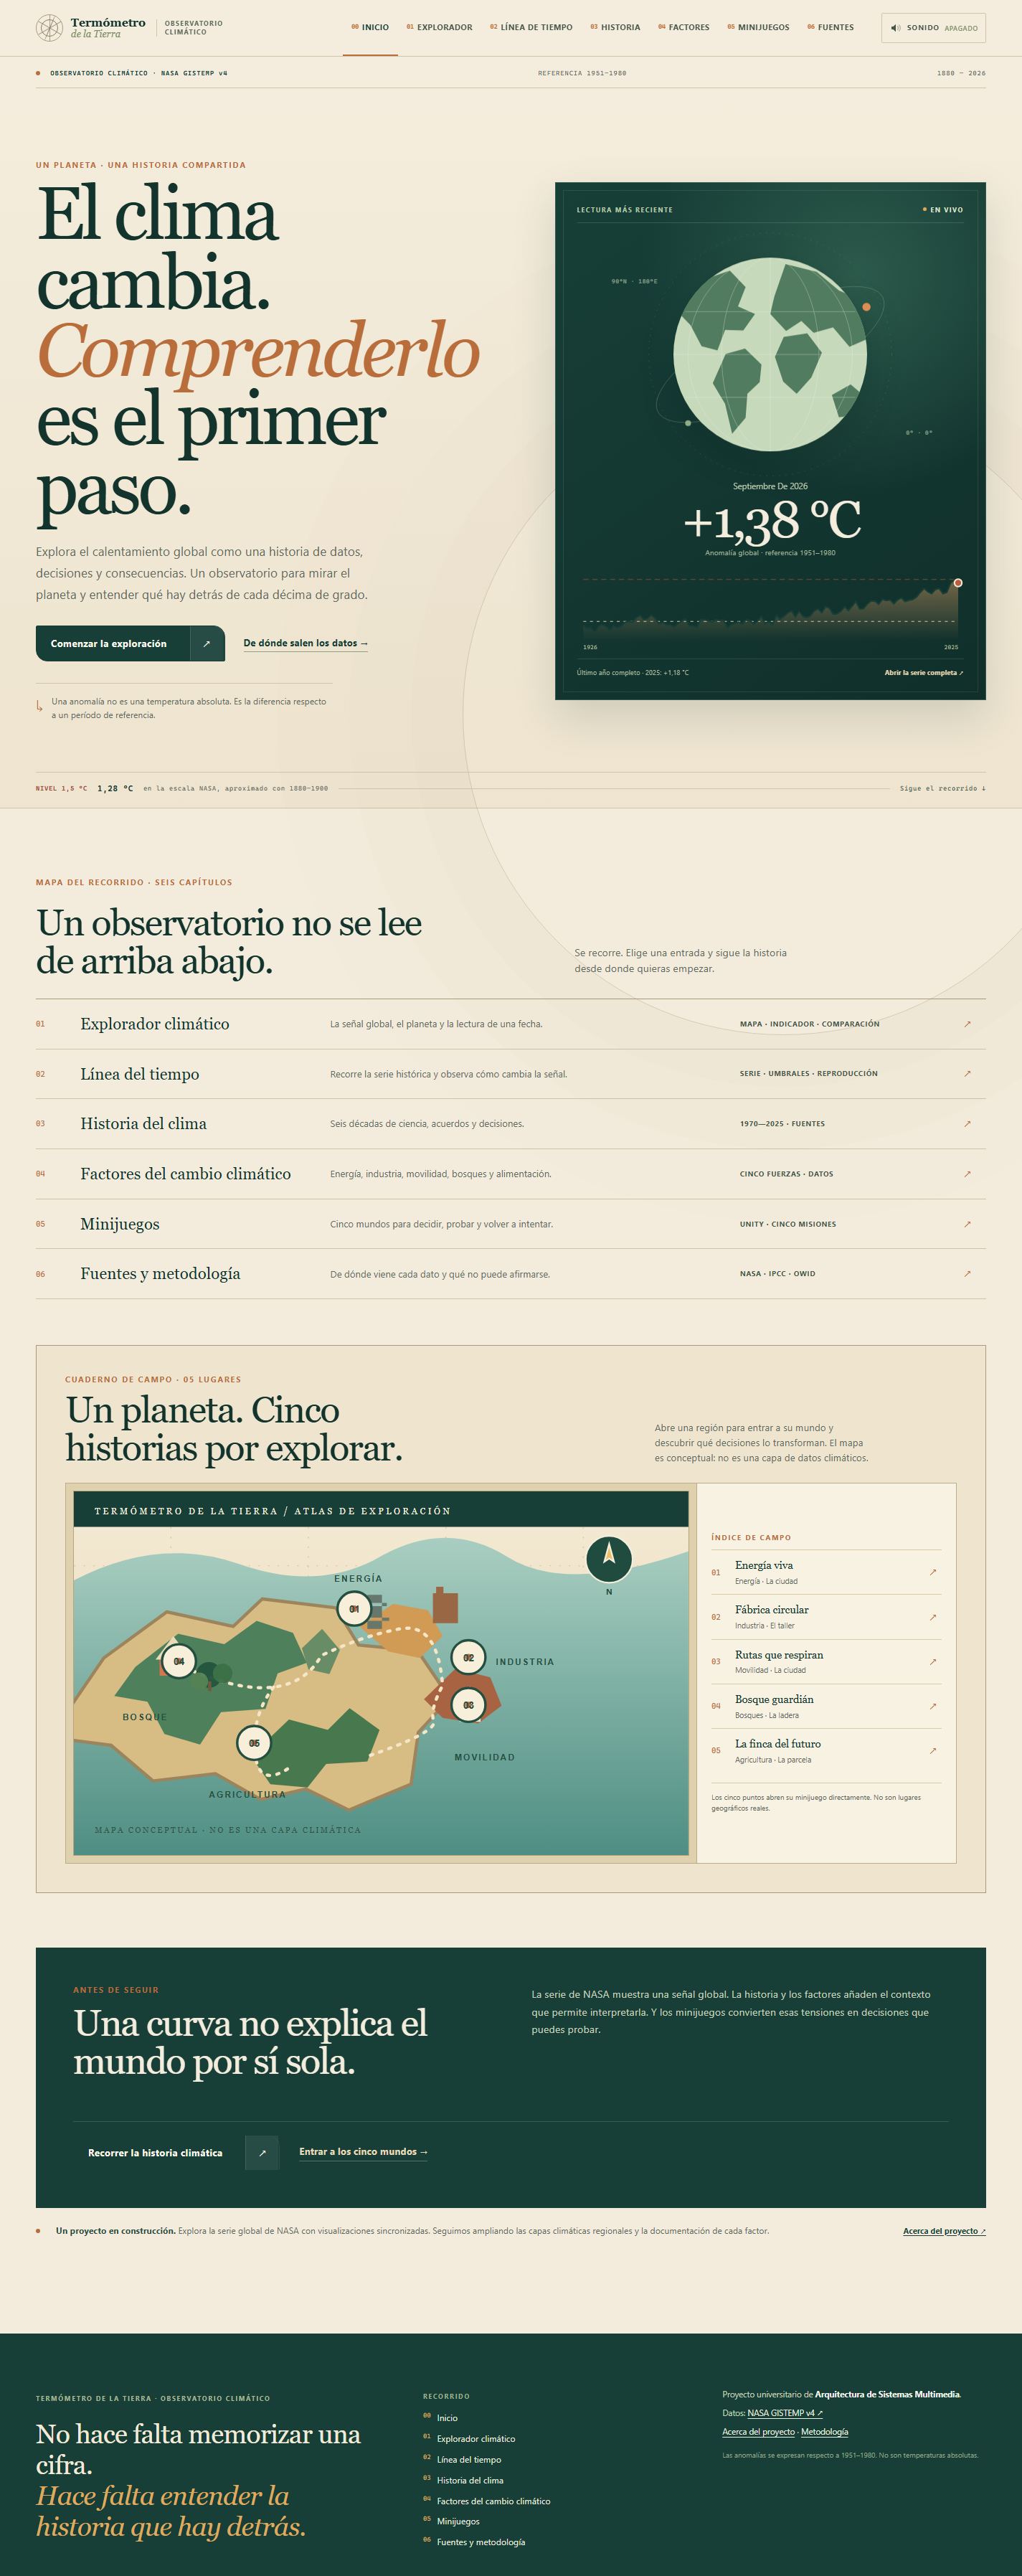 Termómetro
de la Tierra
OBSERVATORIO
CLIMÁTICO
00 INICIO
01 EXPLORADOR
02 LÍNEA DE TIEMPO
03 HISTORIA
04 FACTORES
05 MINIJUEGOS
06 FUENTES
SONIDO APAGADO
OBSERVATORIO CLIMÁTICO · NASA GISTEMP v4
REFERENCIA 1951–1980
1880 — 2026
UN PLANETA · UNA HISTORIA COMPARTIDA
El clima
cambia.
Comprenderlo
es el primer
paso.
Explora el calentamiento global como una historia de datos,
decisiones y consecuencias. Un observatorio para mirar el
planeta y entender qué hay detrás de cada décima de grado.
Comenzar la exploración ↗
De dónde salen los datos →
↳ Una anomalía no es una temperatura absoluta. Es la diferencia respecto
a un período de referencia.
LECTURA MÁS RECIENTE
EN VIVO
90°N · 180°E
0° · 0°
Septiembre De 2026
+1,38 °C
Anomalía global · referencia 1951–1980
1926
2025
Último año completo · 2025: +1,18 °C
Abrir la serie completa ↗
NIVEL 1,5 °C 1,28 °C en la escala NASA, aproximado con 1880–1900
Sigue el recorrido ↓
MAPA DEL RECORRIDO · SEIS CAPÍTULOS
Un observatorio no se lee
de arriba abajo.
Se recorre. Elige una entrada y sigue la historia
desde donde quieras empezar.
01 Explorador climático La señal global, el planeta y la lectura de una fecha. MAPA · INDICADOR · COMPARACIÓN ↗
02 Línea del tiempo Recorre la serie histórica y observa cómo cambia la señal. SERIE · UMBRALES · REPRODUCCIÓN ↗
03 Historia del clima Seis décadas de ciencia, acuerdos y decisiones. 1970—2025 · FUENTES ↗
04 Factores del cambio climático Energía, industria, movilidad, bosques y alimentación. CINCO FUERZAS · DATOS ↗
05 Minijuegos Cinco mundos para decidir, probar y volver a intentar. UNITY · CINCO MISIONES ↗
06 Fuentes y metodología De dónde viene cada dato y qué no puede afirmarse. NASA · IPCC · OWID ↗
CUADERNO DE CAMPO · 05 LUGARES
Un planeta. Cinco
historias por explorar.
Abre una región para entrar a su mundo y
descubrir qué decisiones lo transforman. El mapa
es conceptual; no es una capa de datos climáticos.
TERMÓMETRO DE LA TIERRA / ATLAS DE EXPLORACIÓN
N
ENERGÍA
01
02
INDUSTRIA
03
MOVILIDAD
04
BOSQUE
05
AGRICULTURA
MAPA CONCEPTUAL · NO ES UNA CAPA CLIMÁTICA
ÍNDICE DE CAMPO
01 Energía viva ↗
Energía · La ciudad
02 Fábrica circular ↗
Industria · El taller
03 Rutas que respiran ↗
Movilidad · La ciudad
04 Bosque guardián ↗
Bosques · La ladera
05 La finca del futuro ↗
Agricultura · La parcela
Los cinco puntos abren su minijuego directamente. No son lugares
geográficos reales.
ANTES DE SEGUIR
Una curva no explica el
mundo por sí sola.
La serie de NASA muestra una señal global. La historia y los factores añaden el contexto
que permite interpretarla. Y los minijuegos convierten esas tensiones en decisiones que
puedes probar.
Recorrer la historia climática ↗
Entrar a los cinco mundos →
Un proyecto en construcción. Explora la serie global de NASA con visualizaciones sincronizadas. Seguimos ampliando las capas climáticas regionales y la documentación de cada factor.
Acerca del proyecto ↗
TERMÓMETRO DE LA TIERRA · OBSERVATORIO CLIMÁTICO
No hace falta memorizar una
cifra.
Hace falta entender la
historia que hay detrás.
RECORRIDO
00 Inicio
01 Explorador climático
02 Línea del tiempo
03 Historia del clima
04 Factores del cambio climático
05 Minijuegos
06 Fuentes y metodología
Proyecto universitario de Arquitectura de Sistemas Multimedia.
Datos: NASA GISTEMP v4 ↗
Acerca del proyecto · Metodología
Las anomalías se expresan respecto a 1951–1980. No son temperaturas absolutas.